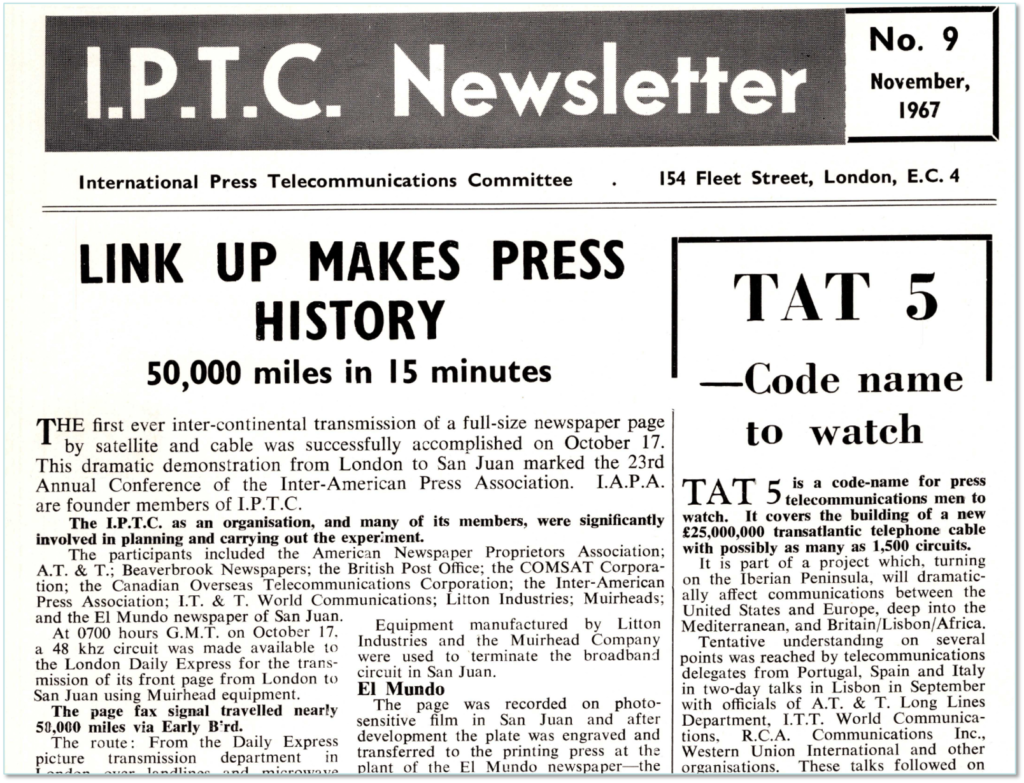 I.P.T.C. Newsletter
No. 9
November,
1967
International Press Telecommunications Committee . 154 Fleet Street, London, E.C. 4
LINK UP MAKES PRESS
HISTORY
50,000 miles in 15 minutes
THE first ever inter-continental transmission of a full-size newspaper page
by satellite and cable was successfully accomplished on October 17.
This dramatic demonstration from London to San Juan marked the 23rd
Annual Conference of the Inter-American Press Association. I.A.P.A.
are founder members of I.P.T.C.
The I.P.T.C. as an organisation, and many of its members, were significantly
involved in planning and carrying out the experiment.
The participants included the American Newspaper Proprietors Association;
A.T. & T.; Beaverbrook Newspapers; the British Post Office; the COMSAT Corpora-
tion; the Canadian Overseas Telecommunications Corporation; the Inter-American
Press Association; I.T. & T. World Communications; Litton Industries; Muirheads;
and the El Mundo newspaper of San Juan.
At 0700 hours G.M.T. on October 17,
a 48 khz circuit was made available to
the London Daily Express for the trans-
mission of its front page from London to
San Juan using Muirhead equipment.
The page fax signal travelled nearly
50,000 miles via Early B'rd.
The route: From the Daily Express
picture transmission department in
London over landlines and microwave
Equipment manufactured by Litton
Industries and the Muirhead Company
were used to terminate the broadband
circuit in San Juan.
El Mundo
The page was recorded on photo-
sensitive film in San Juan and after
development the plate was engraved and
transferred to the printing press at the
plant of the El Mundo newspaper—the
TAT 5
—Code name
to watch
TAT 5 is a code-name for press
telecommunications men to
watch. It covers the building of a new
£25,000,000 transatlantic telephone cable
with possibly as many as 1,500 circuits.
It is part of a project which, turning
on the Iberian Peninsula, will dramatic-
ally affect communications between the
United States and Europe, deep into the
Mediterranean, and Britain/Lisbon/Africa.
Tentative understanding on several
points was reached by telecommunications
delegates from Portugal, Spain and Italy
in two-day talks in Lisbon in September
with officials of A.T. & T. Long Lines
Department, I.T.T. World Communica-
tions, R.C.A. Communications Inc.,
Western Union International and other
organisations. These talks followed on